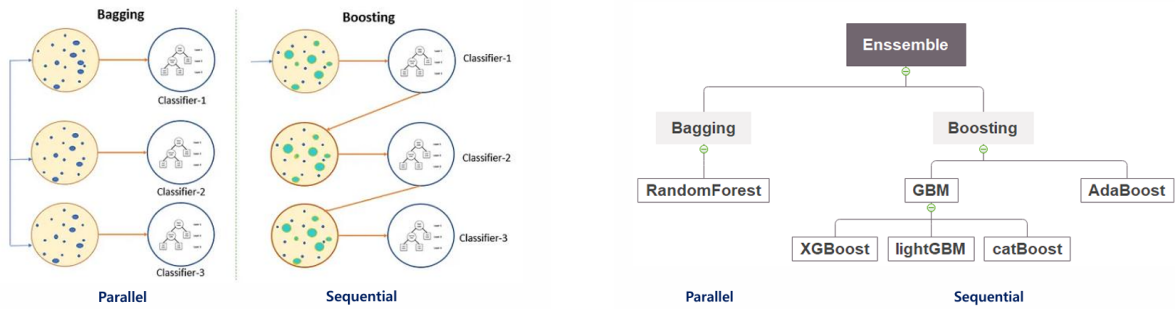 Bagging
Boosting
Classifier-1
Classifier-2
Classifier-3
Classifier-1
Classifier-2
Classifier-3
Parallel
Sequential
Enssemble
Bagging
Boosting
RandomForest
GBM
AdaBoost
XGBoost
lightGBM
catBoost
Parallel
Sequential